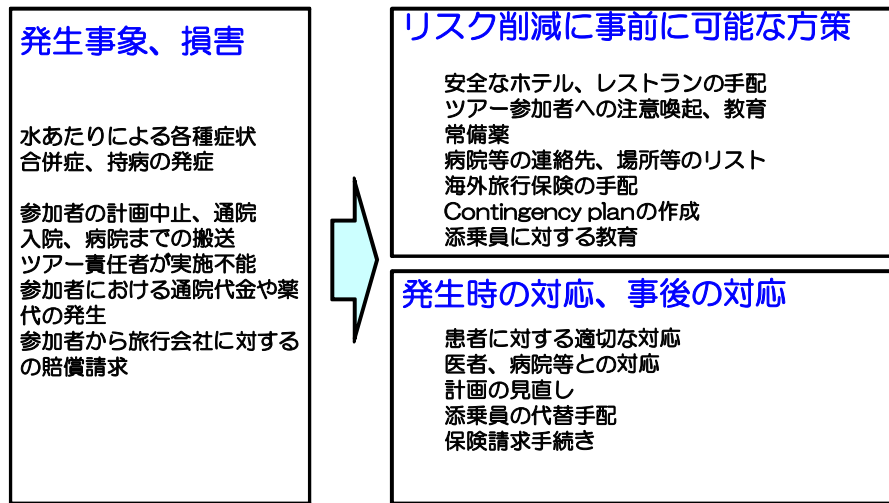 発生事象、損害
水あたりによる各種症状
合併症、持病の発症
参加者の計画中止、通院
入院、病院までの搬送
ツアー責任者が実施不能
参加者における通院代金や薬
代の発生
参加者から旅行会社に対する
の賠償請求
リスク削減に事前に可能な方策
安全なホテル、レストランの手配
ツアー参加者への注意喚起、教育
常備薬
病院等の連絡先、場所等のリスト
海外旅行保険の手配
Contingency planの作成
添乗員に対する教育
発生時の対応、事後の対応
患者に対する適切な対応
医者、病院等との対応
計画の見直し
添乗員の代替手配
保険請求手続き